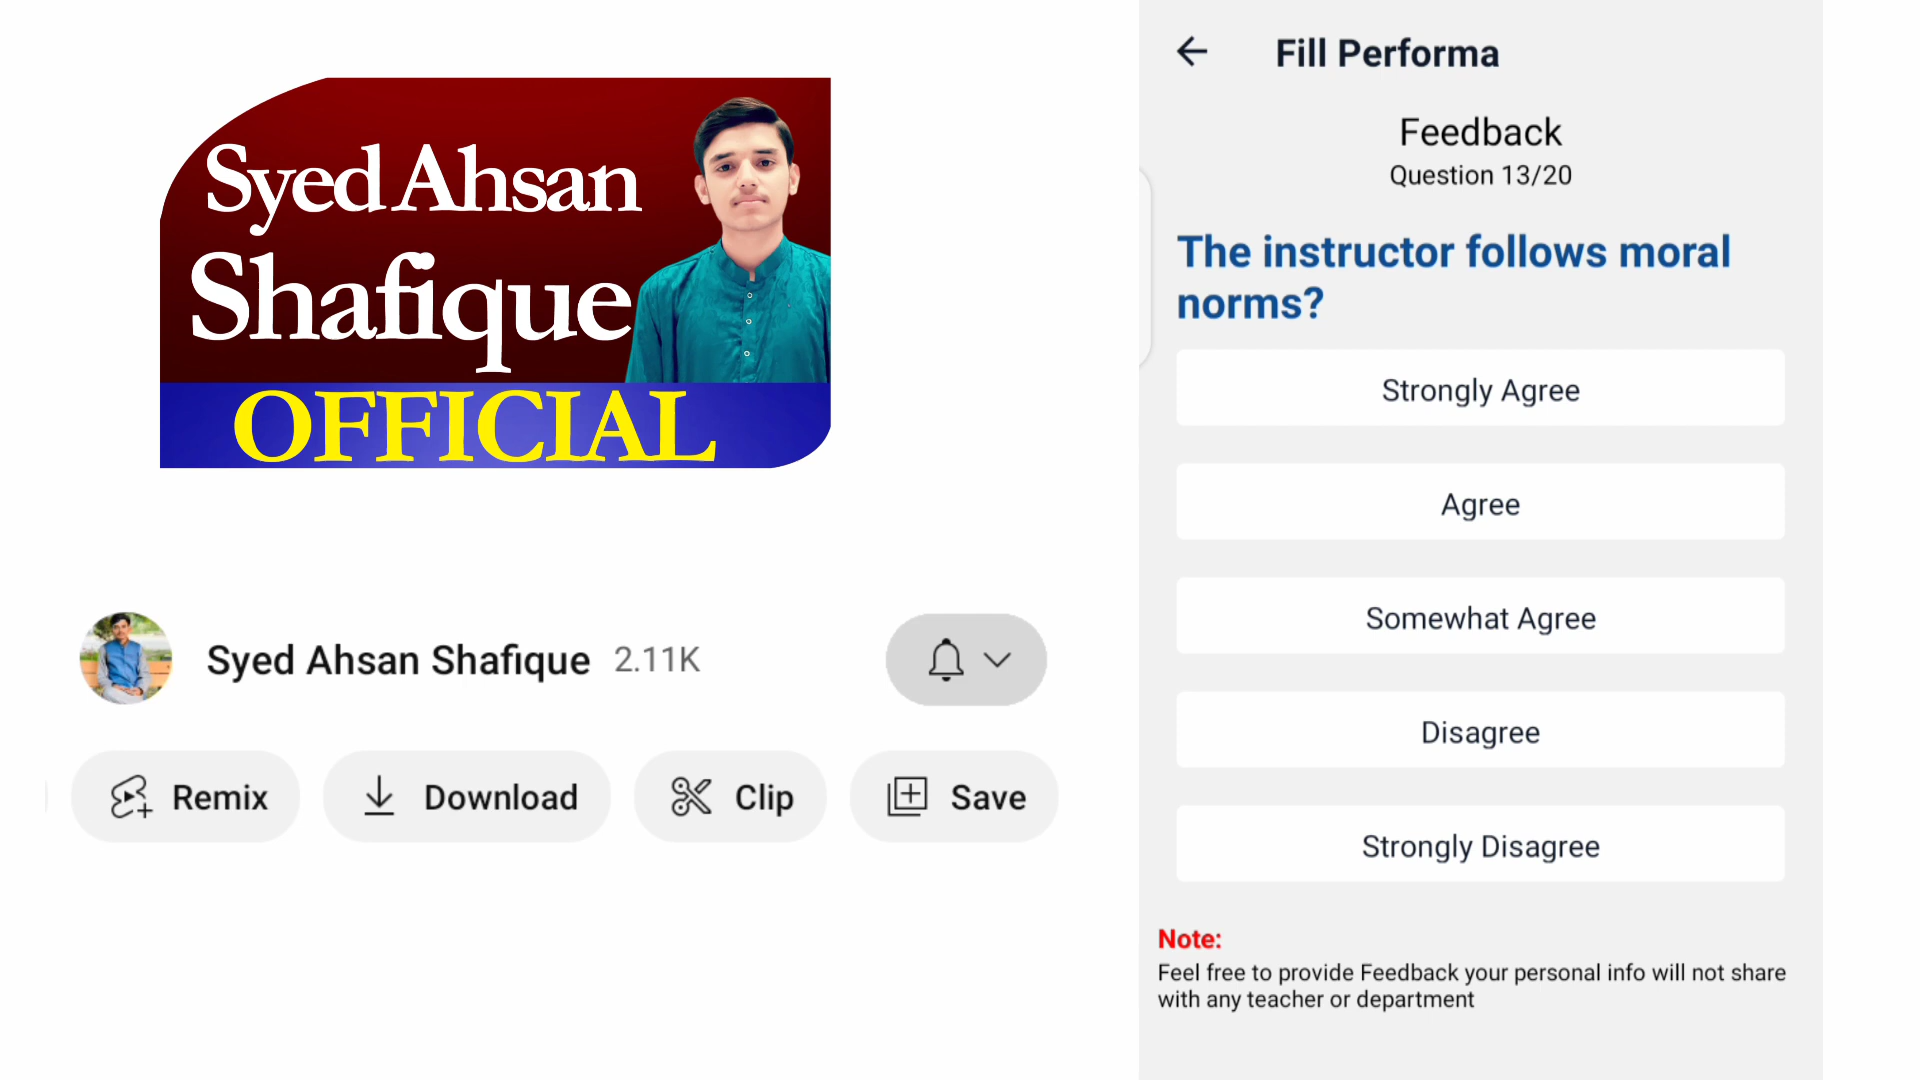 Syed Ahsan
Shafique
OFFICIAL
Syed Ahsan Shafique 2.11K
Remix
Download
Clip
Save
Fill Performa
Feedback
Question 13/20
The instructor follows moral
norms?
Strongly Agree
Agree
Somewhat Agree
Disagree
Strongly Disagree
Note:
Feel free to provide Feedback your personal info will not share
with any teacher or department